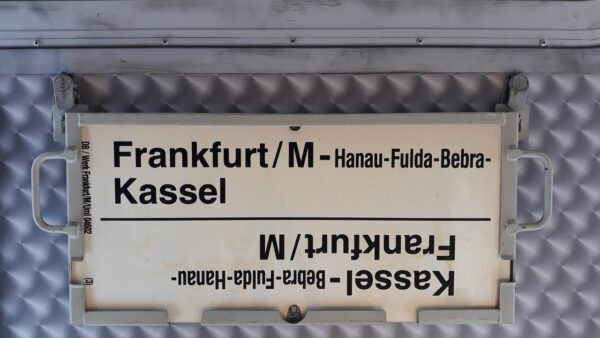 Frankfurt/M-Hanau-Fulda-Bebra-
Kassel
Kassel-Bebra-Fulda-Hanau-
Frankfurt/M